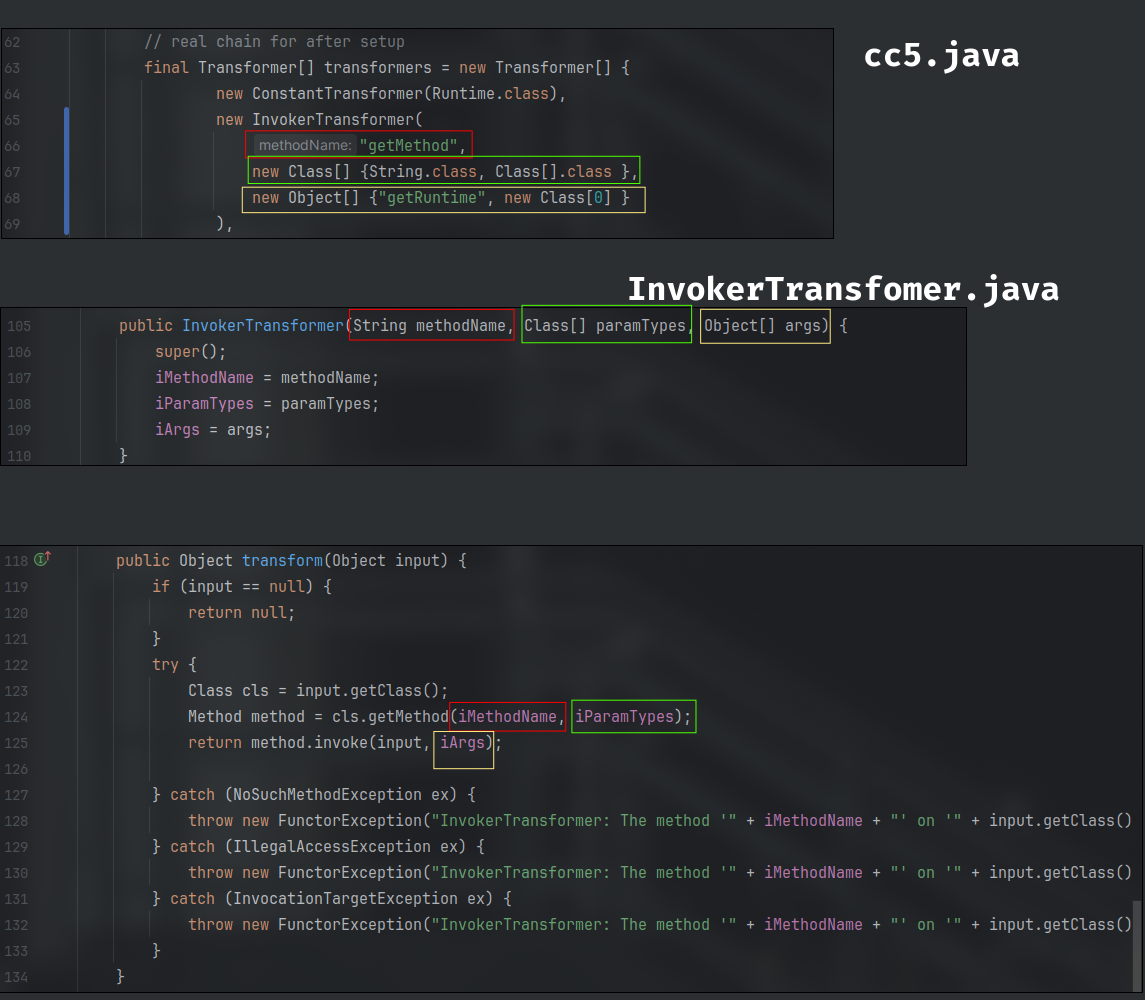 cc5.java
62 // real chain for after setup
63 final Transformer[] transformers = new Transformer[] {
64 new ConstantTransformer(Runtime.class),
65 new InvokerTransformer(
66 methodName: "getMethod",
67 new Class[] {String.class, Class[].class },
68 new Object[] {"getRuntime", new Class[0] }
69 ),
InvokerTransfomer.java
105 public InvokerTransformer(String methodName, Class[] paramTypes, Object[] args) {
106 super();
107 iMethodName = methodName;
108 iParamTypes = paramTypes;
109 iArgs = args;
110 }
118 public Object transform(Object input) {
119 if (input == null) {
120 return null;
121 }
122 try {
123 Class cls = input.getClass();
124 Method method = cls.getMethod(iMethodName, iParamTypes);
125 return method.invoke(input, iArgs);
126
127 } catch (NoSuchMethodException ex) {
128 throw new FunctorException("InvokerTransformer: The method '" + iMethodName + "' on '" + input.getClass()
129 } catch (IllegalAccessException ex) {
130 throw new FunctorException("InvokerTransformer: The method '" + iMethodName + "' on '" + input.getClass()
131 } catch (InvocationTargetException ex) {
132 throw new FunctorException("InvokerTransformer: The method '" + iMethodName + "' on '" + input.getClass()
133 }
134 }